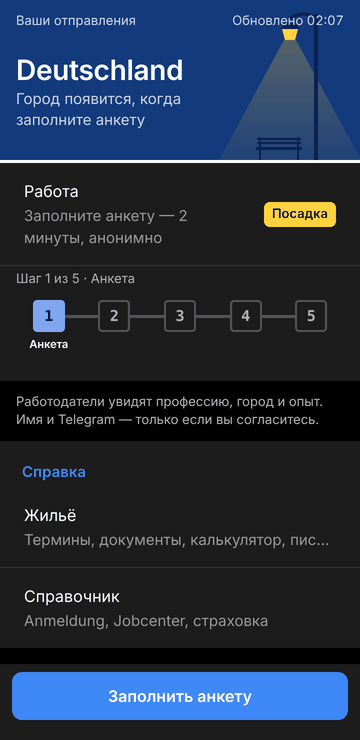 Ваши отправления
Обновлено 02:07
Deutschland
Город появится, когда
заполните анкету
Работа
Заполните анкету — 2
минуты, анонимно
Посадка
Шаг 1 из 5 · Анкета
1 2 3 4 5
Анкета
Работодатели увидят профессию, город и опыт.
Имя и Telegram — только если вы согласитесь.
Справка
Жильё
Термины, документы, калькулятор, пис...
Справочник
Anmeldung, Jobcenter, страховка
Заполнить анкету